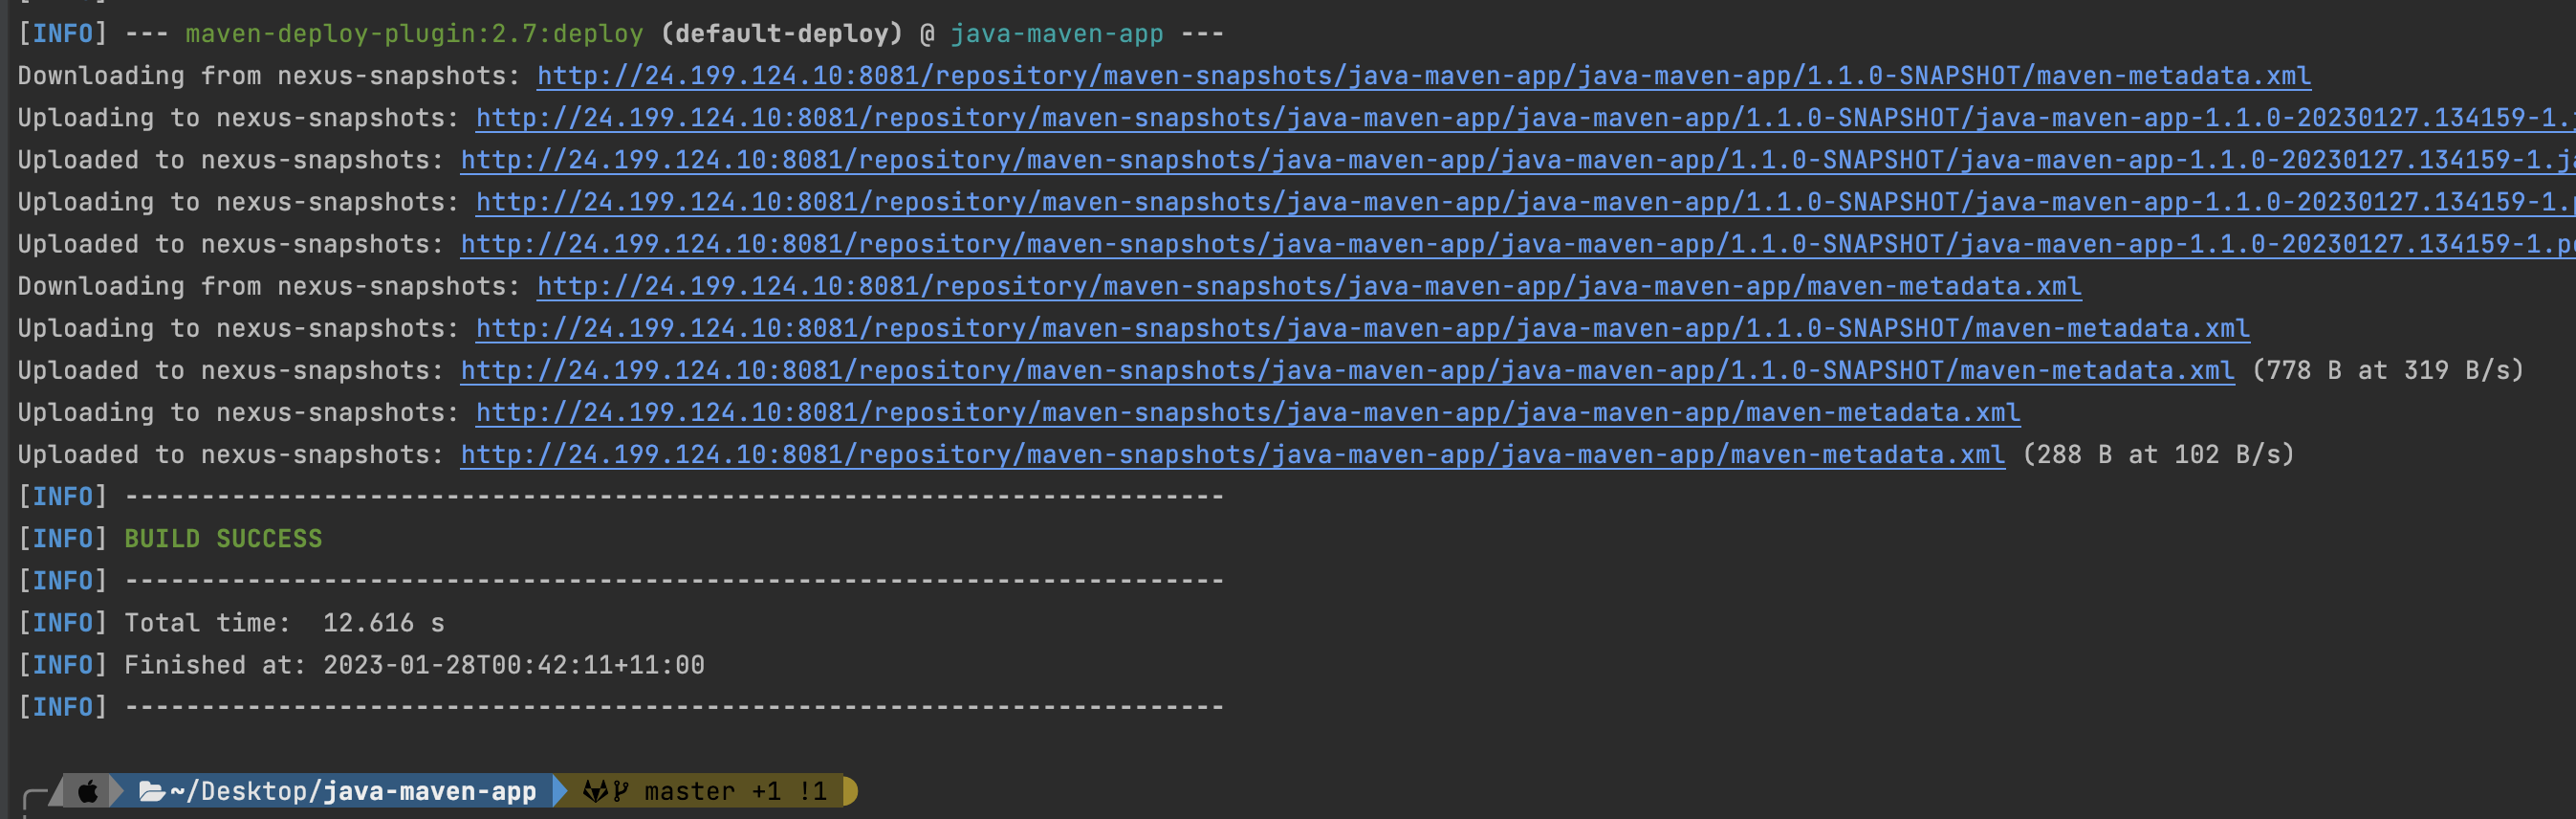 [INFO] --- maven-deploy-plugin:2.7:deploy (default-deploy) @ java-maven-app ---
Downloading from nexus-snapshots: http://24.199.124.10:8081/repository/maven-snapshots/java-maven-app/java-maven-app/1.1.0-SNAPSHOT/maven-metadata.xml
Uploading to nexus-snapshots: http://24.199.124.10:8081/repository/maven-snapshots/java-maven-app/java-maven-app/1.1.0-SNAPSHOT/java-maven-app-1.1.0-20230127.134159-1.
Uploaded to nexus-snapshots: http://24.199.124.10:8081/repository/maven-snapshots/java-maven-app/java-maven-app/1.1.0-SNAPSHOT/java-maven-app-1.1.0-20230127.134159-1.j
Uploading to nexus-snapshots: http://24.199.124.10:8081/repository/maven-snapshots/java-maven-app/java-maven-app/1.1.0-SNAPSHOT/java-maven-app-1.1.0-20230127.134159-1.
Uploaded to nexus-snapshots: http://24.199.124.10:8081/repository/maven-snapshots/java-maven-app/java-maven-app/1.1.0-SNAPSHOT/java-maven-app-1.1.0-20230127.134159-1.p
Downloading from nexus-snapshots: http://24.199.124.10:8081/repository/maven-snapshots/java-maven-app/java-maven-app/maven-metadata.xml
Uploading to nexus-snapshots: http://24.199.124.10:8081/repository/maven-snapshots/java-maven-app/java-maven-app/1.1.0-SNAPSHOT/maven-metadata.xml
Uploaded to nexus-snapshots: http://24.199.124.10:8081/repository/maven-snapshots/java-maven-app/java-maven-app/1.1.0-SNAPSHOT/maven-metadata.xml (778 B at 319 B/s)
Uploading to nexus-snapshots: http://24.199.124.10:8081/repository/maven-snapshots/java-maven-app/java-maven-app/maven-metadata.xml
Uploaded to nexus-snapshots: http://24.199.124.10:8081/repository/maven-snapshots/java-maven-app/java-maven-app/maven-metadata.xml (288 B at 102 B/s)
[INFO] ------------------------------------------------------------------------
[INFO] BUILD SUCCESS
[INFO] ------------------------------------------------------------------------
[INFO] Total time:  12.616 s
[INFO] Finished at: 2023-01-28T00:42:11+11:00
[INFO] ------------------------------------------------------------------------
~/Desktop/java-maven-app master +1 !1